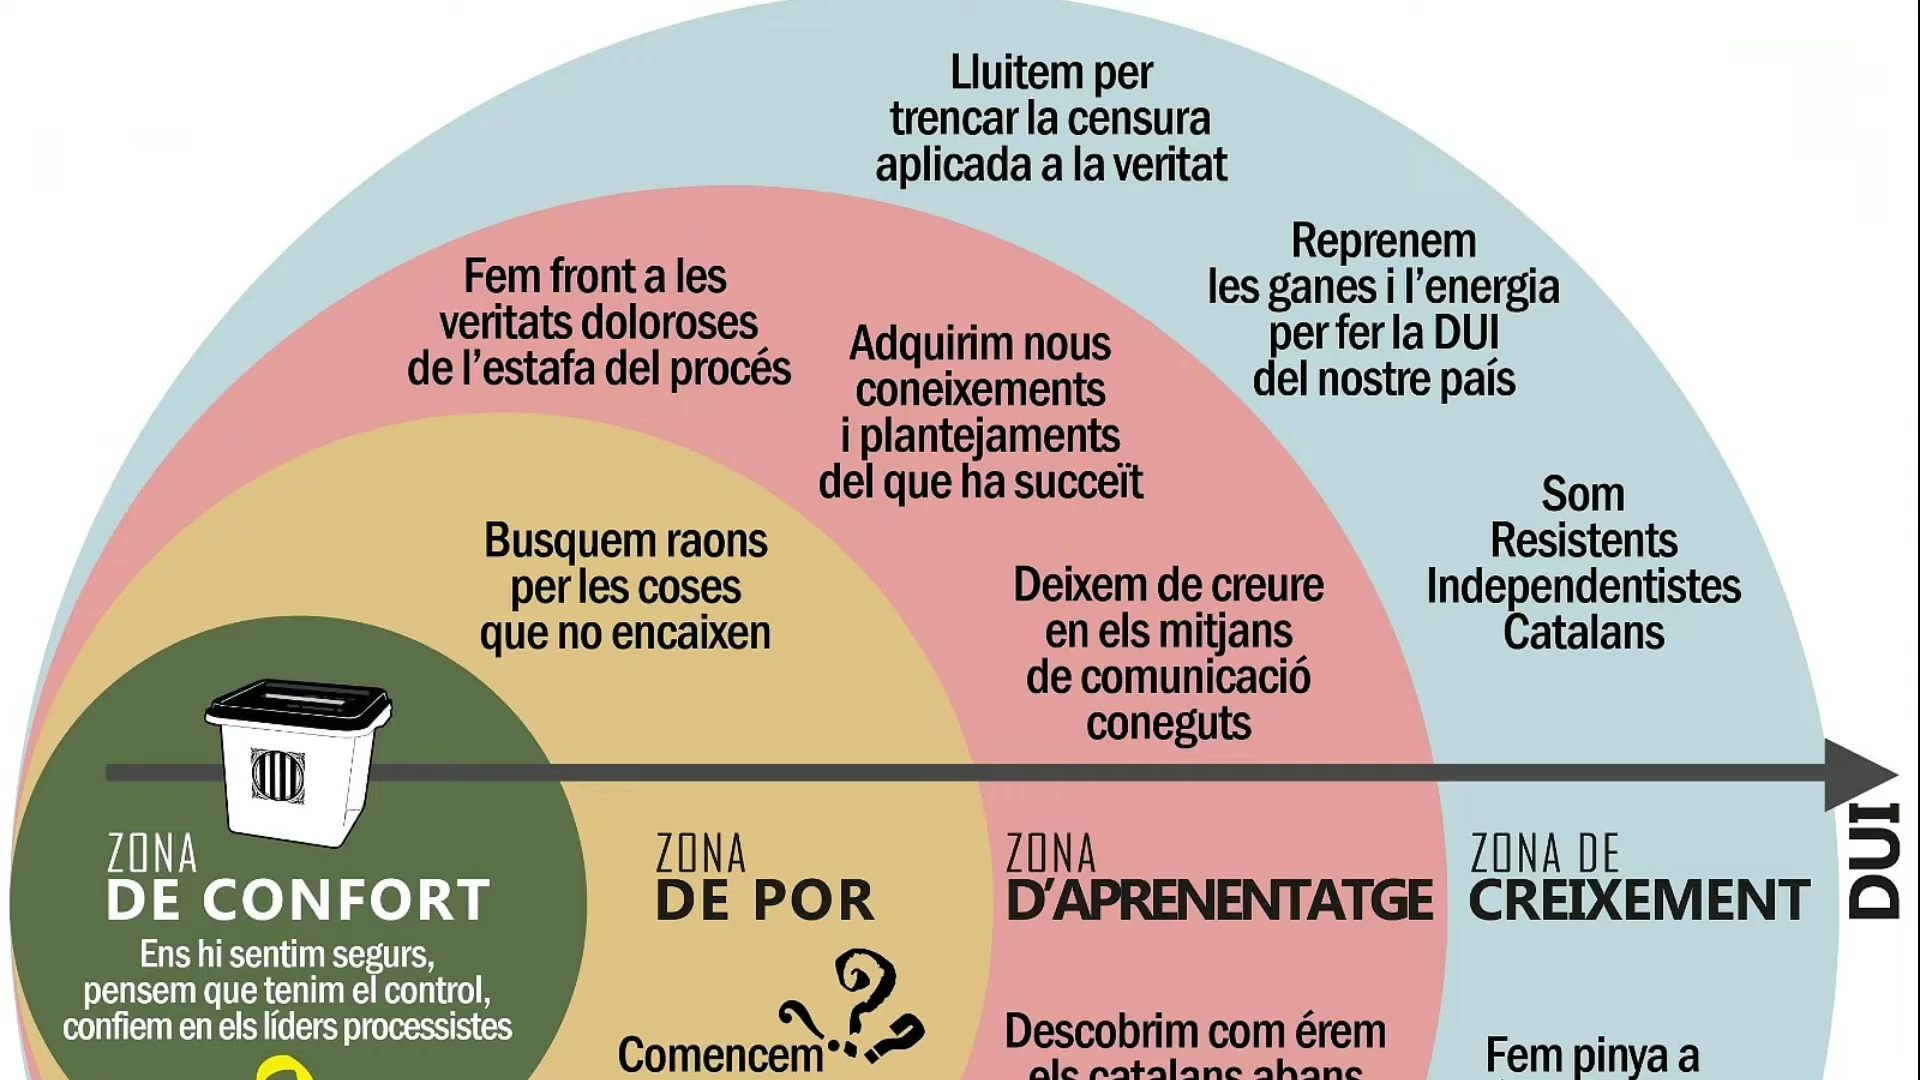 Lluitem per
trencar la censura
aplicada a la veritat
Reprenem
les ganes i l'energia
per fer la DUI
del nostre país
Fem front a les
veritats doloroses
de l'estafa del procés
Adquirim nous
coneixements
i plantejaments
del que ha succeït
Som
Resistents
Independentistes
Catalans
Busquem raons
per les coses
que no encaixen
Deixem de creure
en els mitjans
de comunicació
coneguts
DUI
ZONA
DE CONFORT
Ens hi sentim segurs,
pensem que tenim el control,
confiem en els líders processistes
ZONA
DE POR
???
Comencem
ZONA
D'APRENENTATGE
Descobrim com érem
els catalans abans
ZONA DE
CREIXEMENT
Fem pinya a